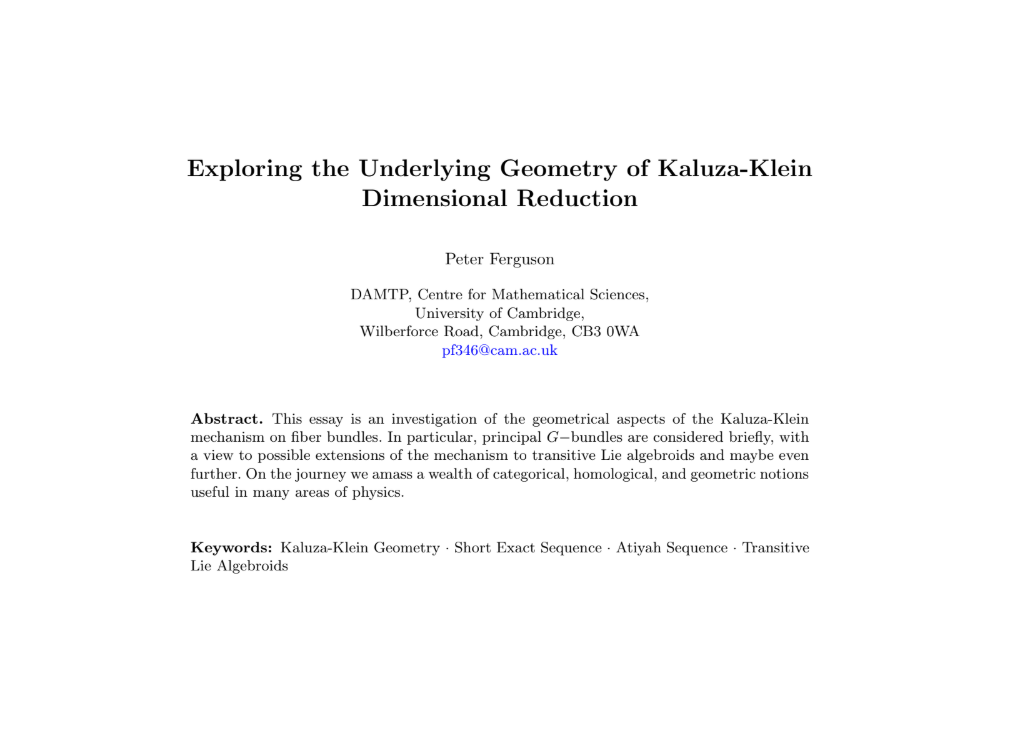 Exploring the Underlying Geometry of Kaluza-Klein
Dimensional Reduction
Peter Ferguson
DAMTP, Centre for Mathematical Sciences,
University of Cambridge,
Wilberforce Road, Cambridge, CB3 0WA
pf346@cam.ac.uk
Abstract. This essay is an investigation of the geometrical aspects of the Kaluza-Klein
mechanism on fiber bundles. In particular, principal G−bundles are considered briefly, with
a view to possible extensions of the mechanism to transitive Lie algebroids and maybe even
further. On the journey we amass a wealth of categorical, homological, and geometric notions
useful in many areas of physics.
Keywords: Kaluza-Klein Geometry · Short Exact Sequence · Atiyah Sequence · Transitive
Lie Algebroids